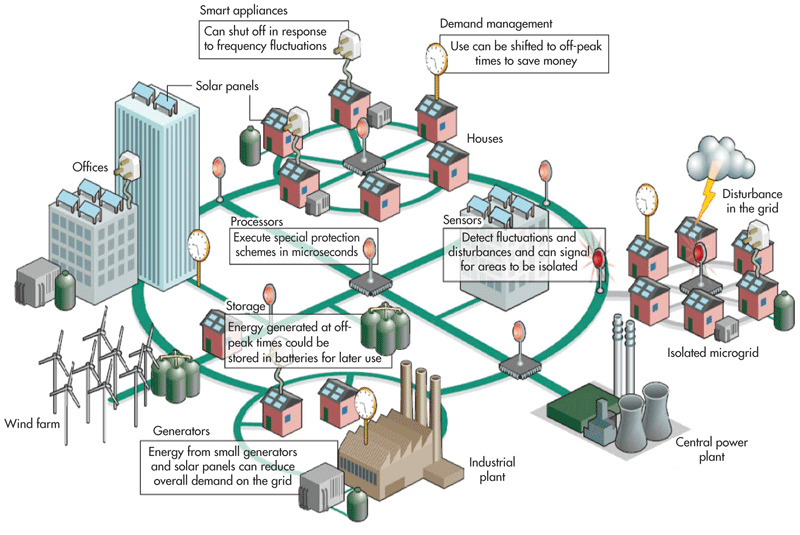 Smart appliances
Can shut off in response
to frequency fluctuations
Demand management
Use can be shifted to off-peak
times to save money
Solar panels
Houses
Offices
Disturbance
in the grid
Processors
Execute special protection
schemes in microseconds
Sensors
Detect fluctuations and
disturbances and can signal
for areas to be isolated
Storage
Energy generated at off-
peak times could be
stored in batteries for later use
Isolated microgrid
Wind farm
Generators
Energy from small generators
and solar panels can reduce
overall demand on the grid
Industrial
plant
Central power
plant